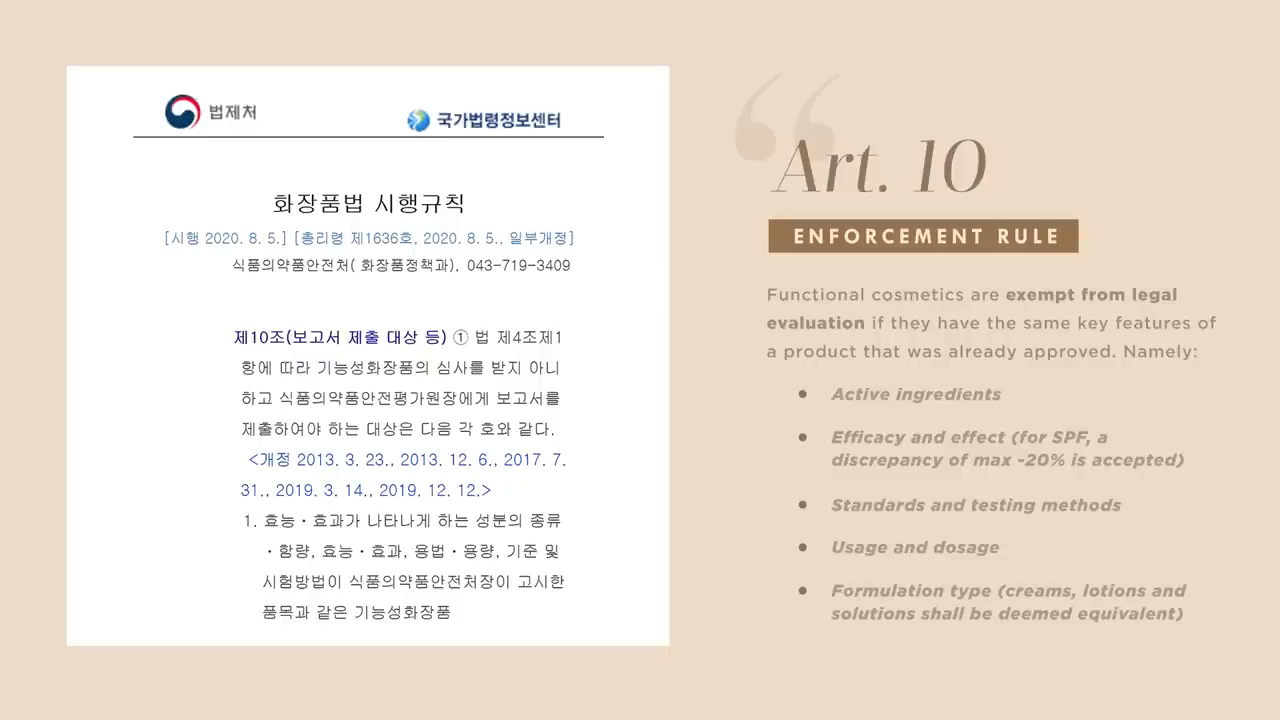 법제처
국가법령정보센터
화장품법 시행규칙
[시행 2020. 8. 5.] [총리령 제1636호, 2020. 8. 5., 일부개정]
식품의약품안전처( 화장품정책과), 043-719-3409
제10조(보고서 제출 대상 등) ① 법 제4조제1
항에 따라 기능성화장품의 심사를 받지 아니
하고 식품의약품안전평가원장에게 보고서를
제출하여야 하는 대상은 다음 각 호와 같다.
<개정 2013. 3. 23., 2013. 12. 6., 2017. 7.
31., 2019. 3. 14., 2019. 12. 12.>
1. 효능ㆍ효과가 나타나게 하는 성분의 종류
ㆍ함량, 효능ㆍ효과, 용법ㆍ용량, 기준 및
시험방법이 식품의약품안전처장이 고시한
품목과 같은 기능성화장품
“
Art. 10
ENFORCEMENT RULE
Functional cosmetics are exempt from legal
evaluation if they have the same key features of
a product that was already approved. Namely:
• Active ingredients
• Efficacy and effect (for SPF, a
discrepancy of max -20% is accepted)
• Standards and testing methods
• Usage and dosage
• Formulation type (creams, lotions and
solutions shall be deemed equivalent)